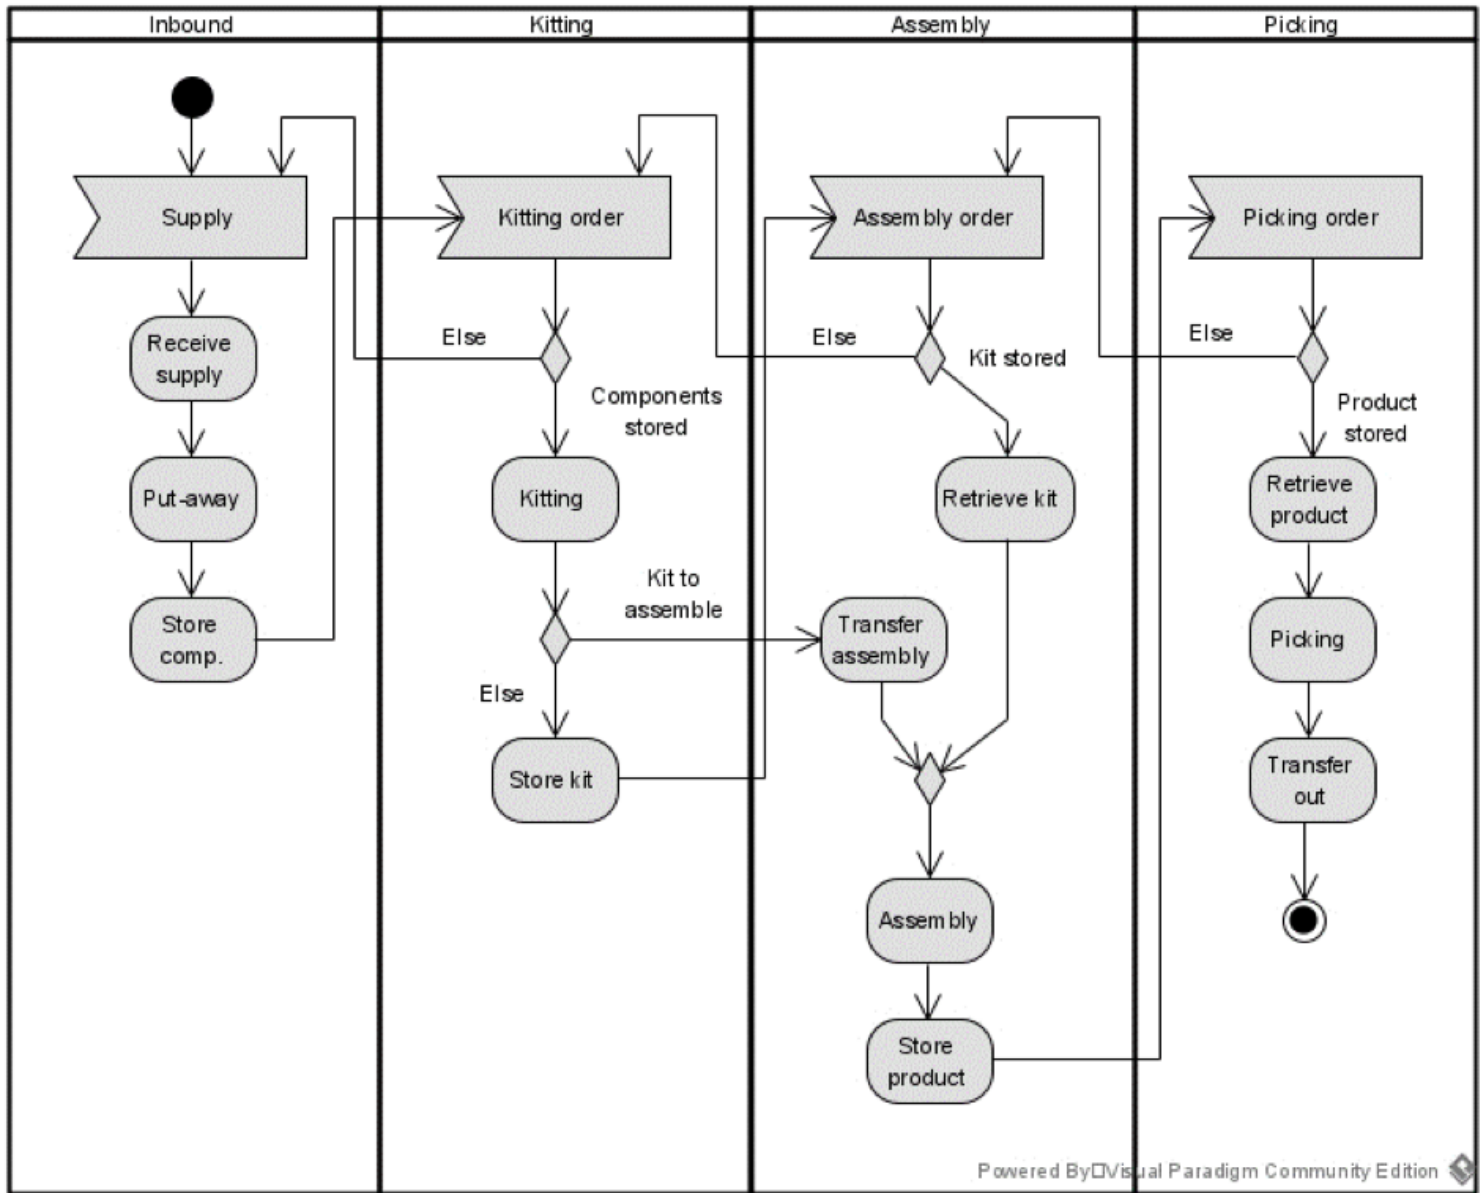 Inbound
Kitting
Assembly
Picking
Supply
Kitting order
Assembly order
Picking order
Receive
supply
Else
Else
Kit stored
Else
Components
stored
Product
stored
Put-away
Kitting
Retrieve kit
Retrieve
product
Kit to
assemble
Store
comp.
Transfer
assembly
Picking
Else
Store kit
Transfer
out
Assembly
Store
product
Powered By□Visual Paradigm Community Edition